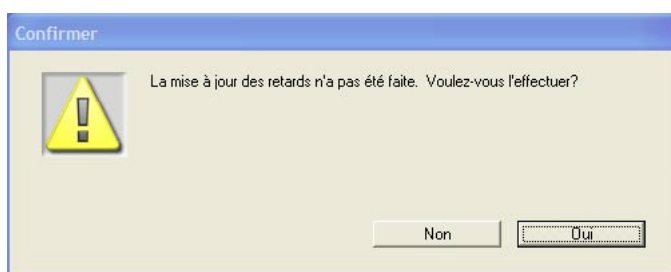 Confirmer
La mise à jour des retards n'a pas été faite.  Voulez-vous l'effectuer?
Non
Oui